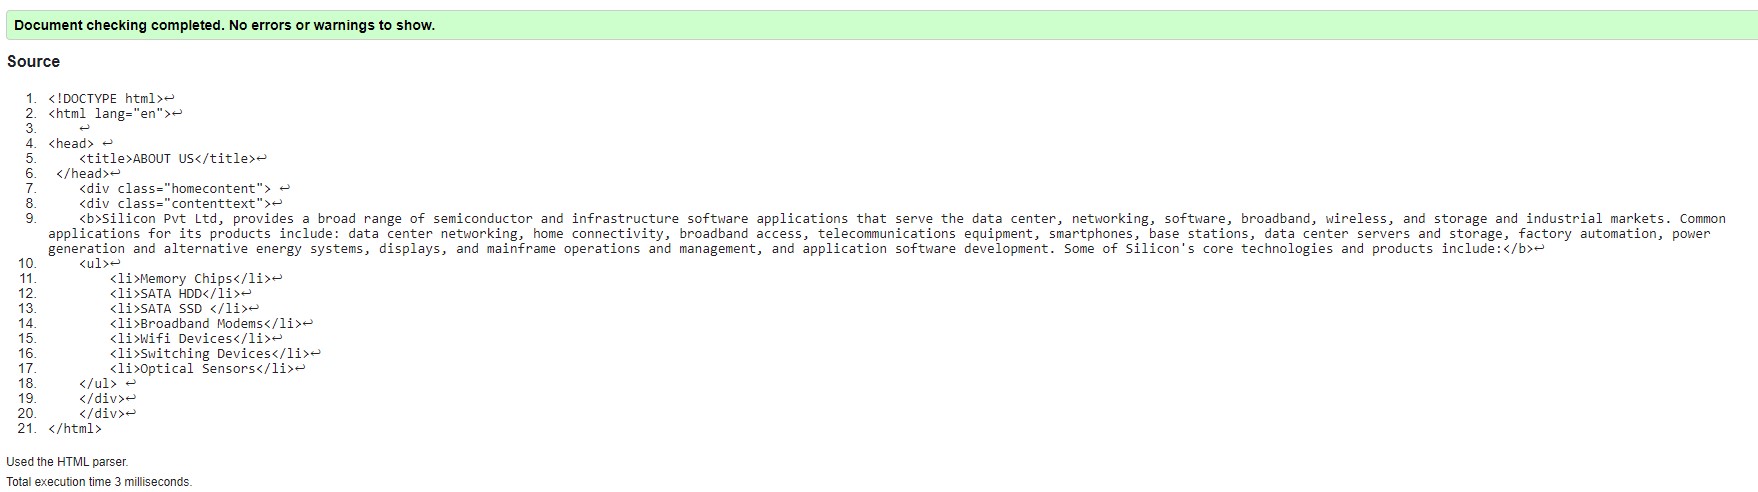 Document checking completed. No errors or warnings to show.
Source
1. <!DOCTYPE html>↩
2. <html lang="en">↩
3.     ↩
4. <head> ↩
5.     <title>ABOUT US</title>↩
6.  </head>↩
7.     <div class="homecontent"> ↩
8.     <div class="contenttext">↩
9.     <b>Silicon Pvt Ltd, provides a broad range of semiconductor and infrastructure software applications that serve the data center, networking, software, broadband, wireless, and storage and industrial markets. Common
applications for its products include: data center networking, home connectivity, broadband access, telecommunications equipment, smartphones, base stations, data center servers and storage, factory automation, power
generation and alternative energy systems, displays, and mainframe operations and management, and application software development. Some of Silicon's core technologies and products include:</b>↩
10.     <ul>↩
11.         <li>Memory Chips</li>↩
12.         <li>SATA HDD</li>↩
13.         <li>SATA SSD </li>↩
14.         <li>Broadband Modems</li>↩
15.         <li>Wifi Devices</li>↩
16.         <li>Switching Devices</li>↩
17.         <li>Optical Sensors</li>↩
18.     </ul> ↩
19.     </div>↩
20.     </div>↩
21. </html>
Used the HTML parser.
Total execution time 3 milliseconds.